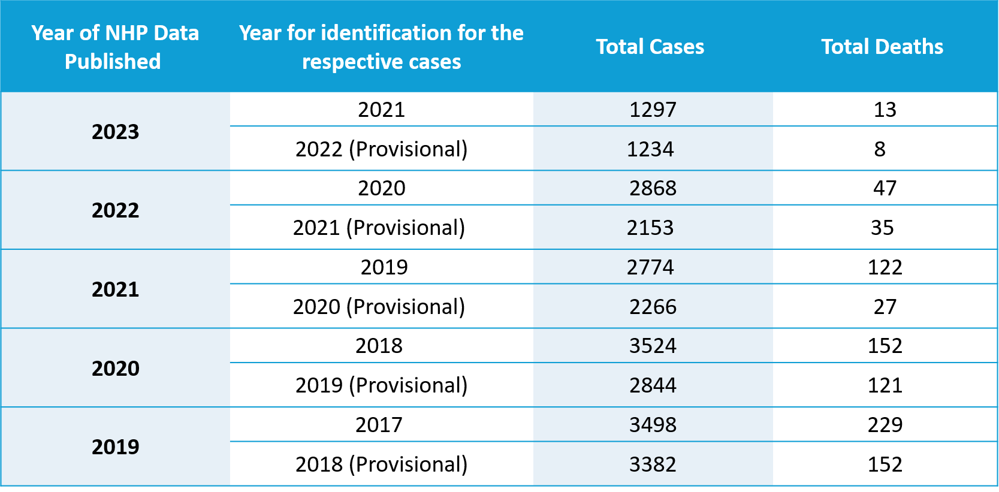 Year of NHP Data
Published
Year for identification for the
respective cases
Total Cases
Total Deaths
2023
2021
1297
13
2022 (Provisional)
1234
8
2022
2020
2868
47
2021 (Provisional)
2153
35
2021
2019
2774
122
2020 (Provisional)
2266
27
2020
2018
3524
152
2019 (Provisional)
2844
121
2019
2017
3498
229
2018 (Provisional)
3382
152